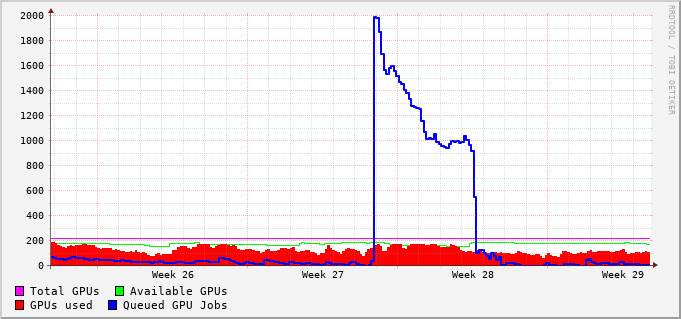 2000
1800
1600
1400
1200
1000
800
600
400
200
0
Week 26 Week 27 Week 28 Week 29
Total GPUs Available GPUs
GPUs used Queued GPU Jobs
RRDTOOL / TOBI OETIKER